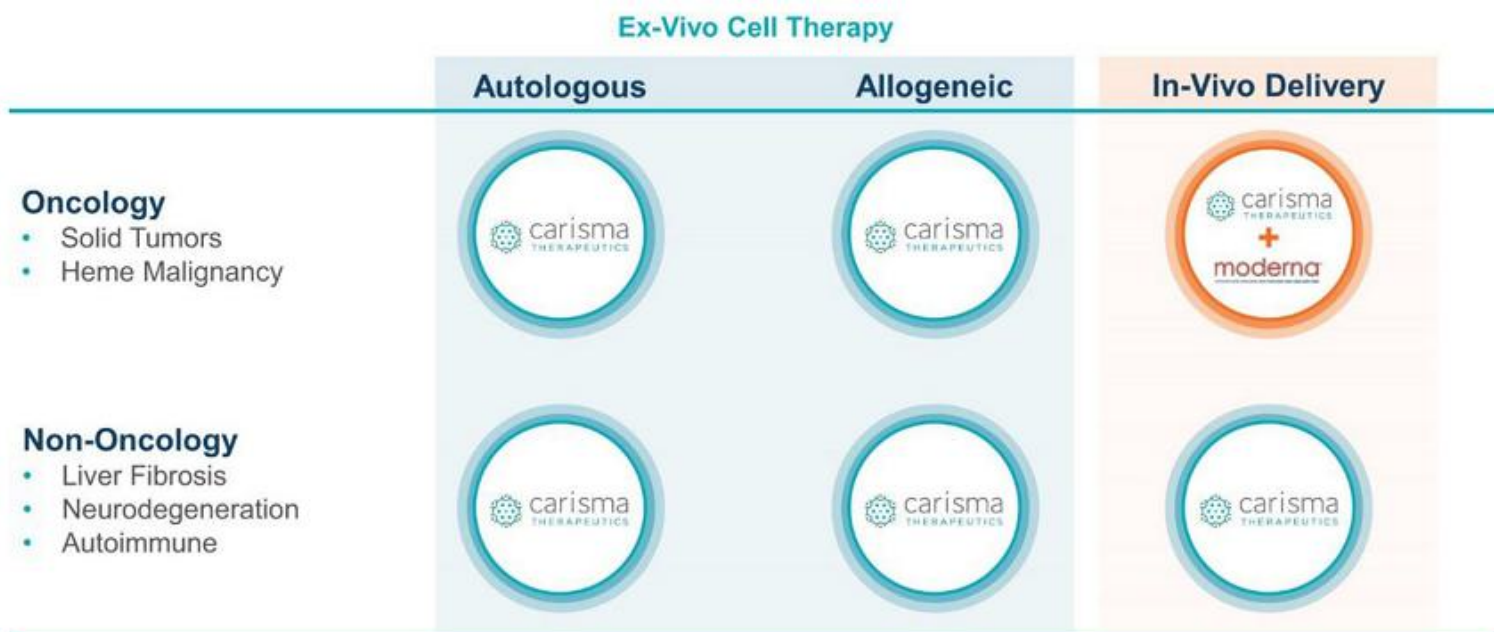 Ex-Vivo Cell Therapy
Autologous Allogeneic In-Vivo Delivery
Oncology
• Solid Tumors
• Heme Malignancy
carisma
THERAPEUTICS
carisma
THERAPEUTICS
carisma
THERAPEUTICS
+
moderna
Non-Oncology
• Liver Fibrosis
• Neurodegeneration
• Autoimmune
carisma
THERAPEUTICS
carisma
THERAPEUTICS
carisma
THERAPEUTICS